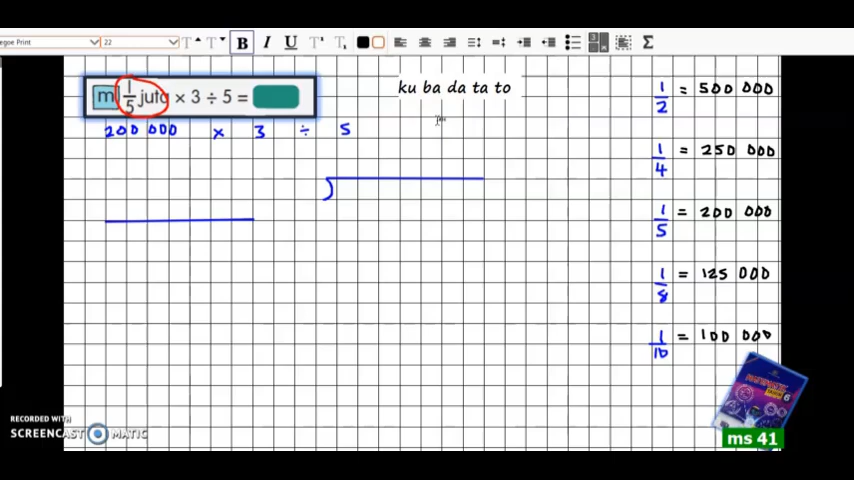 egoe Print 22 B I U
m 1/5 juta × 3 ÷ 5 =
200 000 × 3 ÷ 5
ku ba da ta to
1/2 = 500 000
1/4 = 250 000
1/5 = 200 000
1/8 = 125 000
1/10 = 100 000
ms 41
RECORDED WITH
SCREENCAST MATIC